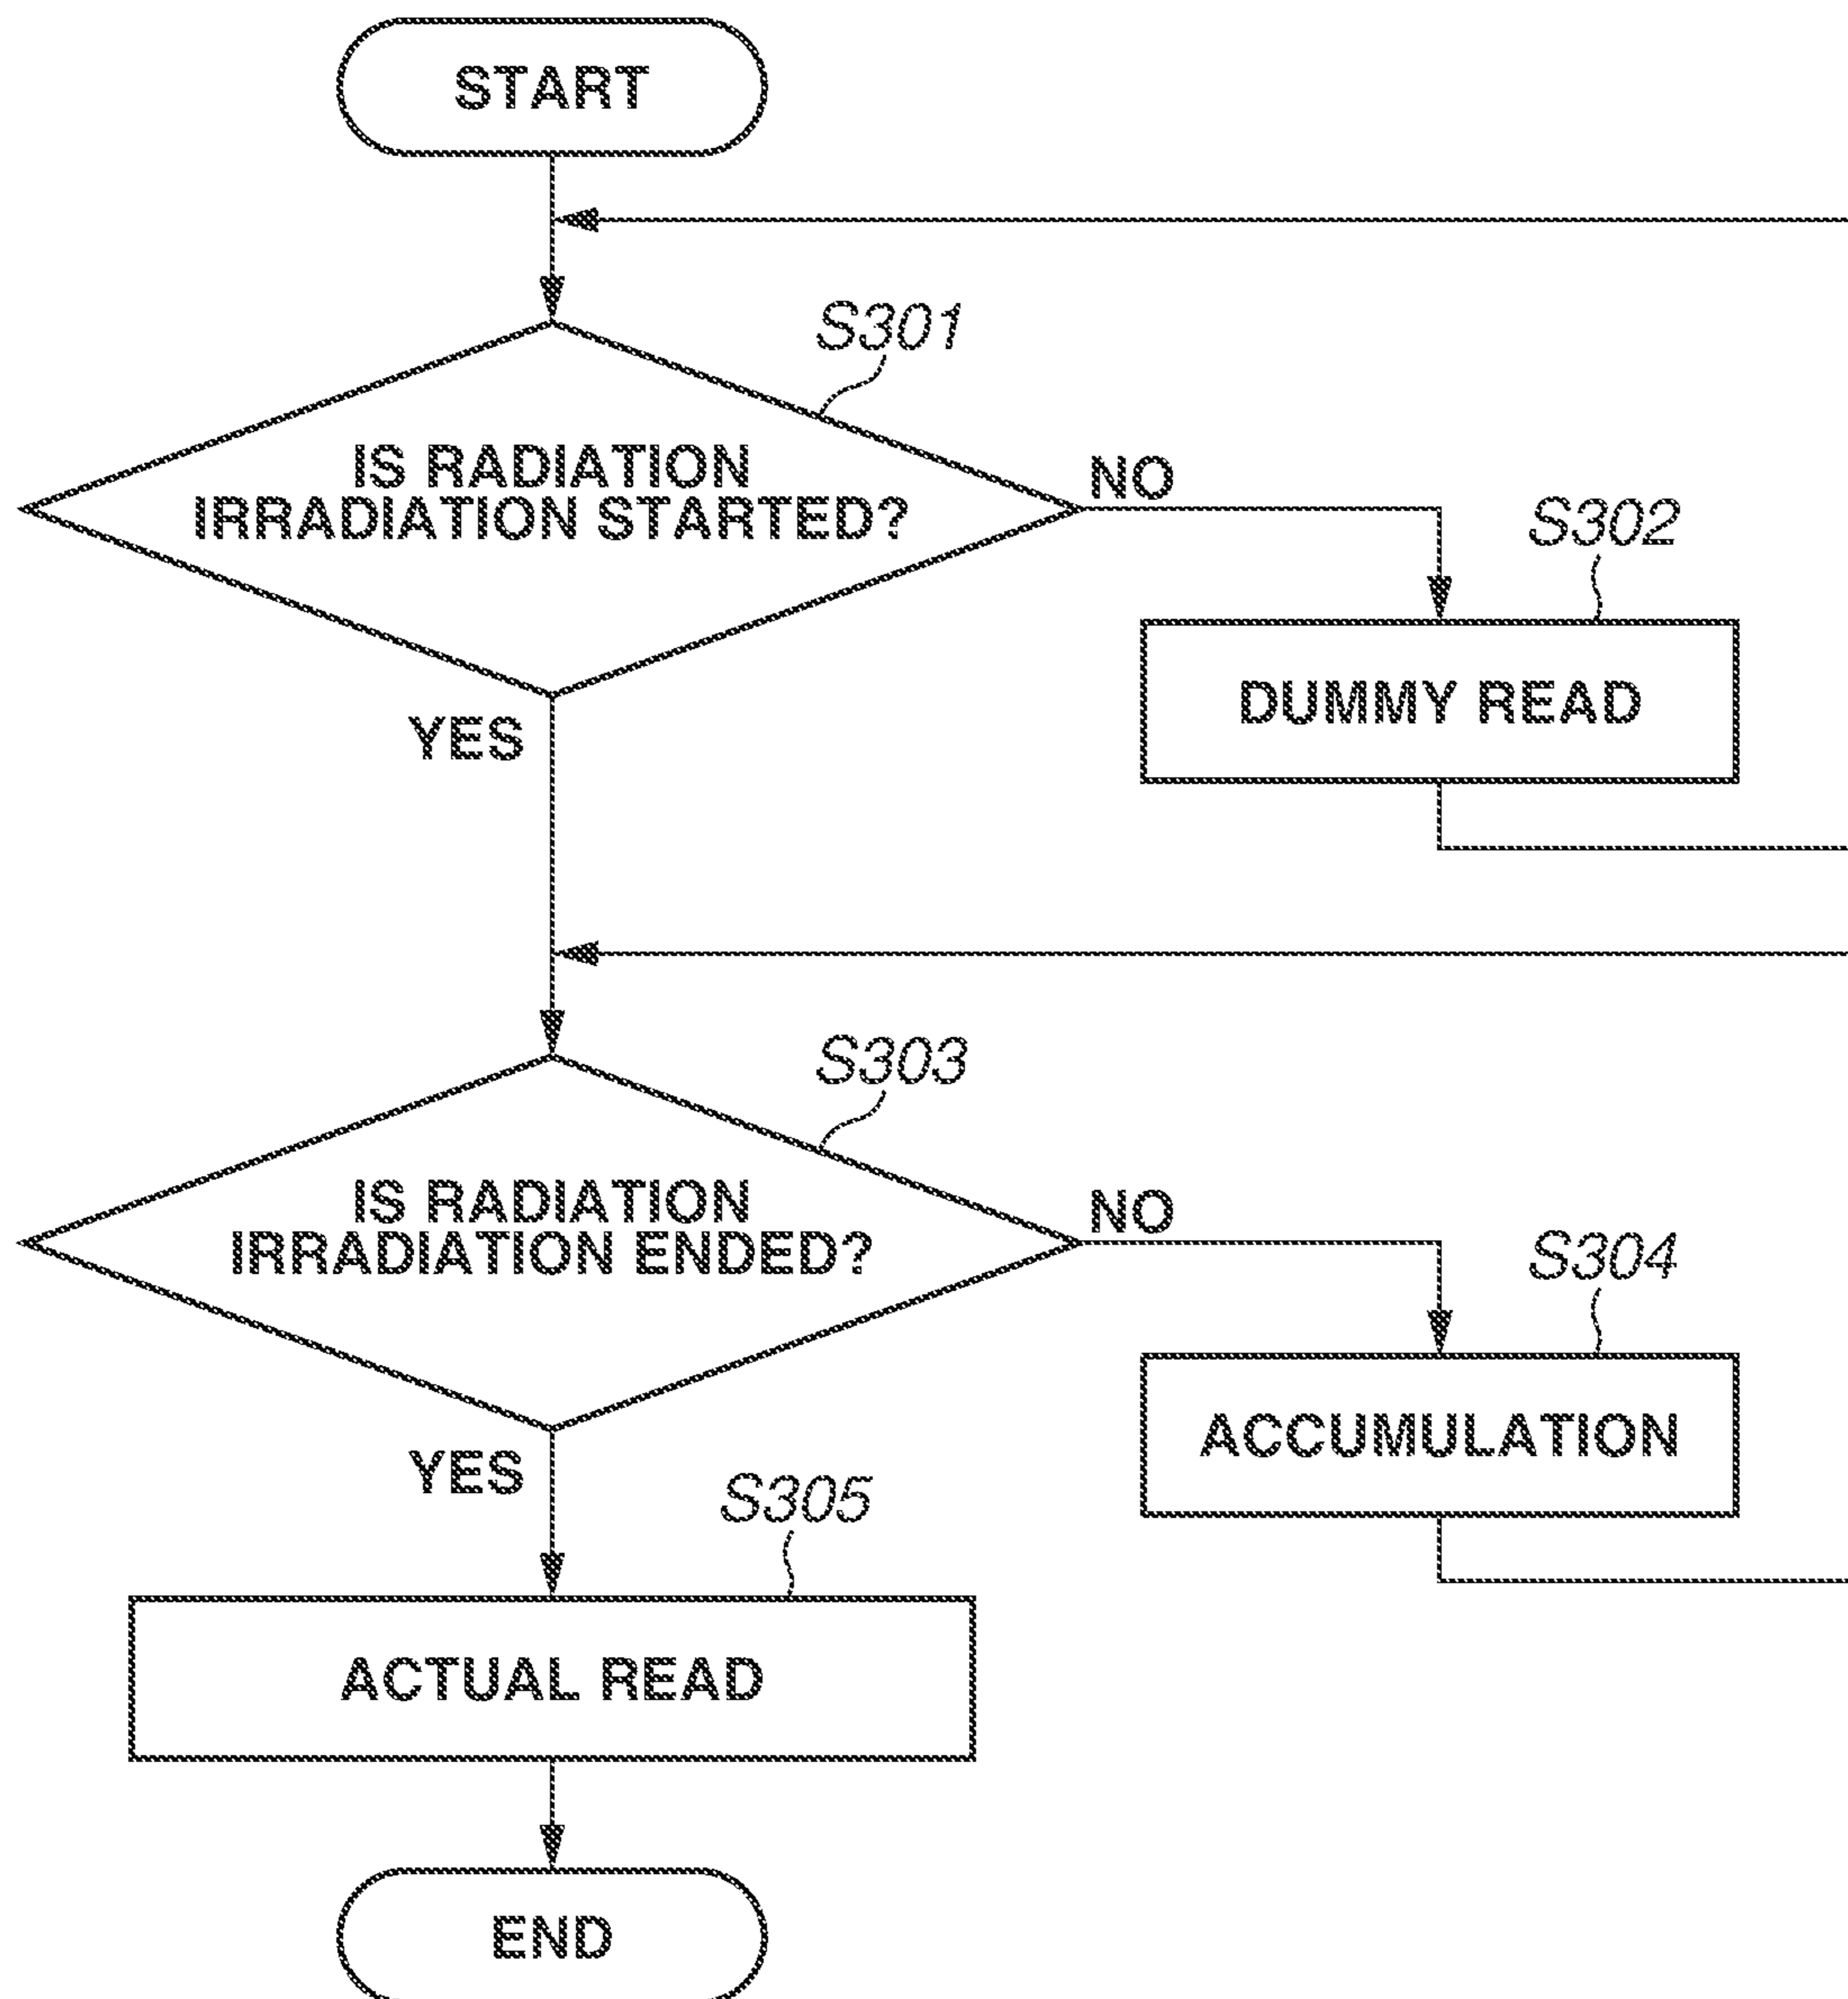 START
S301
IS RADIATION
IRRADIATION STARTED?
NO
S302
DUMMY READ
YES
S303
IS RADIATION
IRRADIATION ENDED?
NO
S304
ACCUMULATION
YES
S305
ACTUAL READ
END